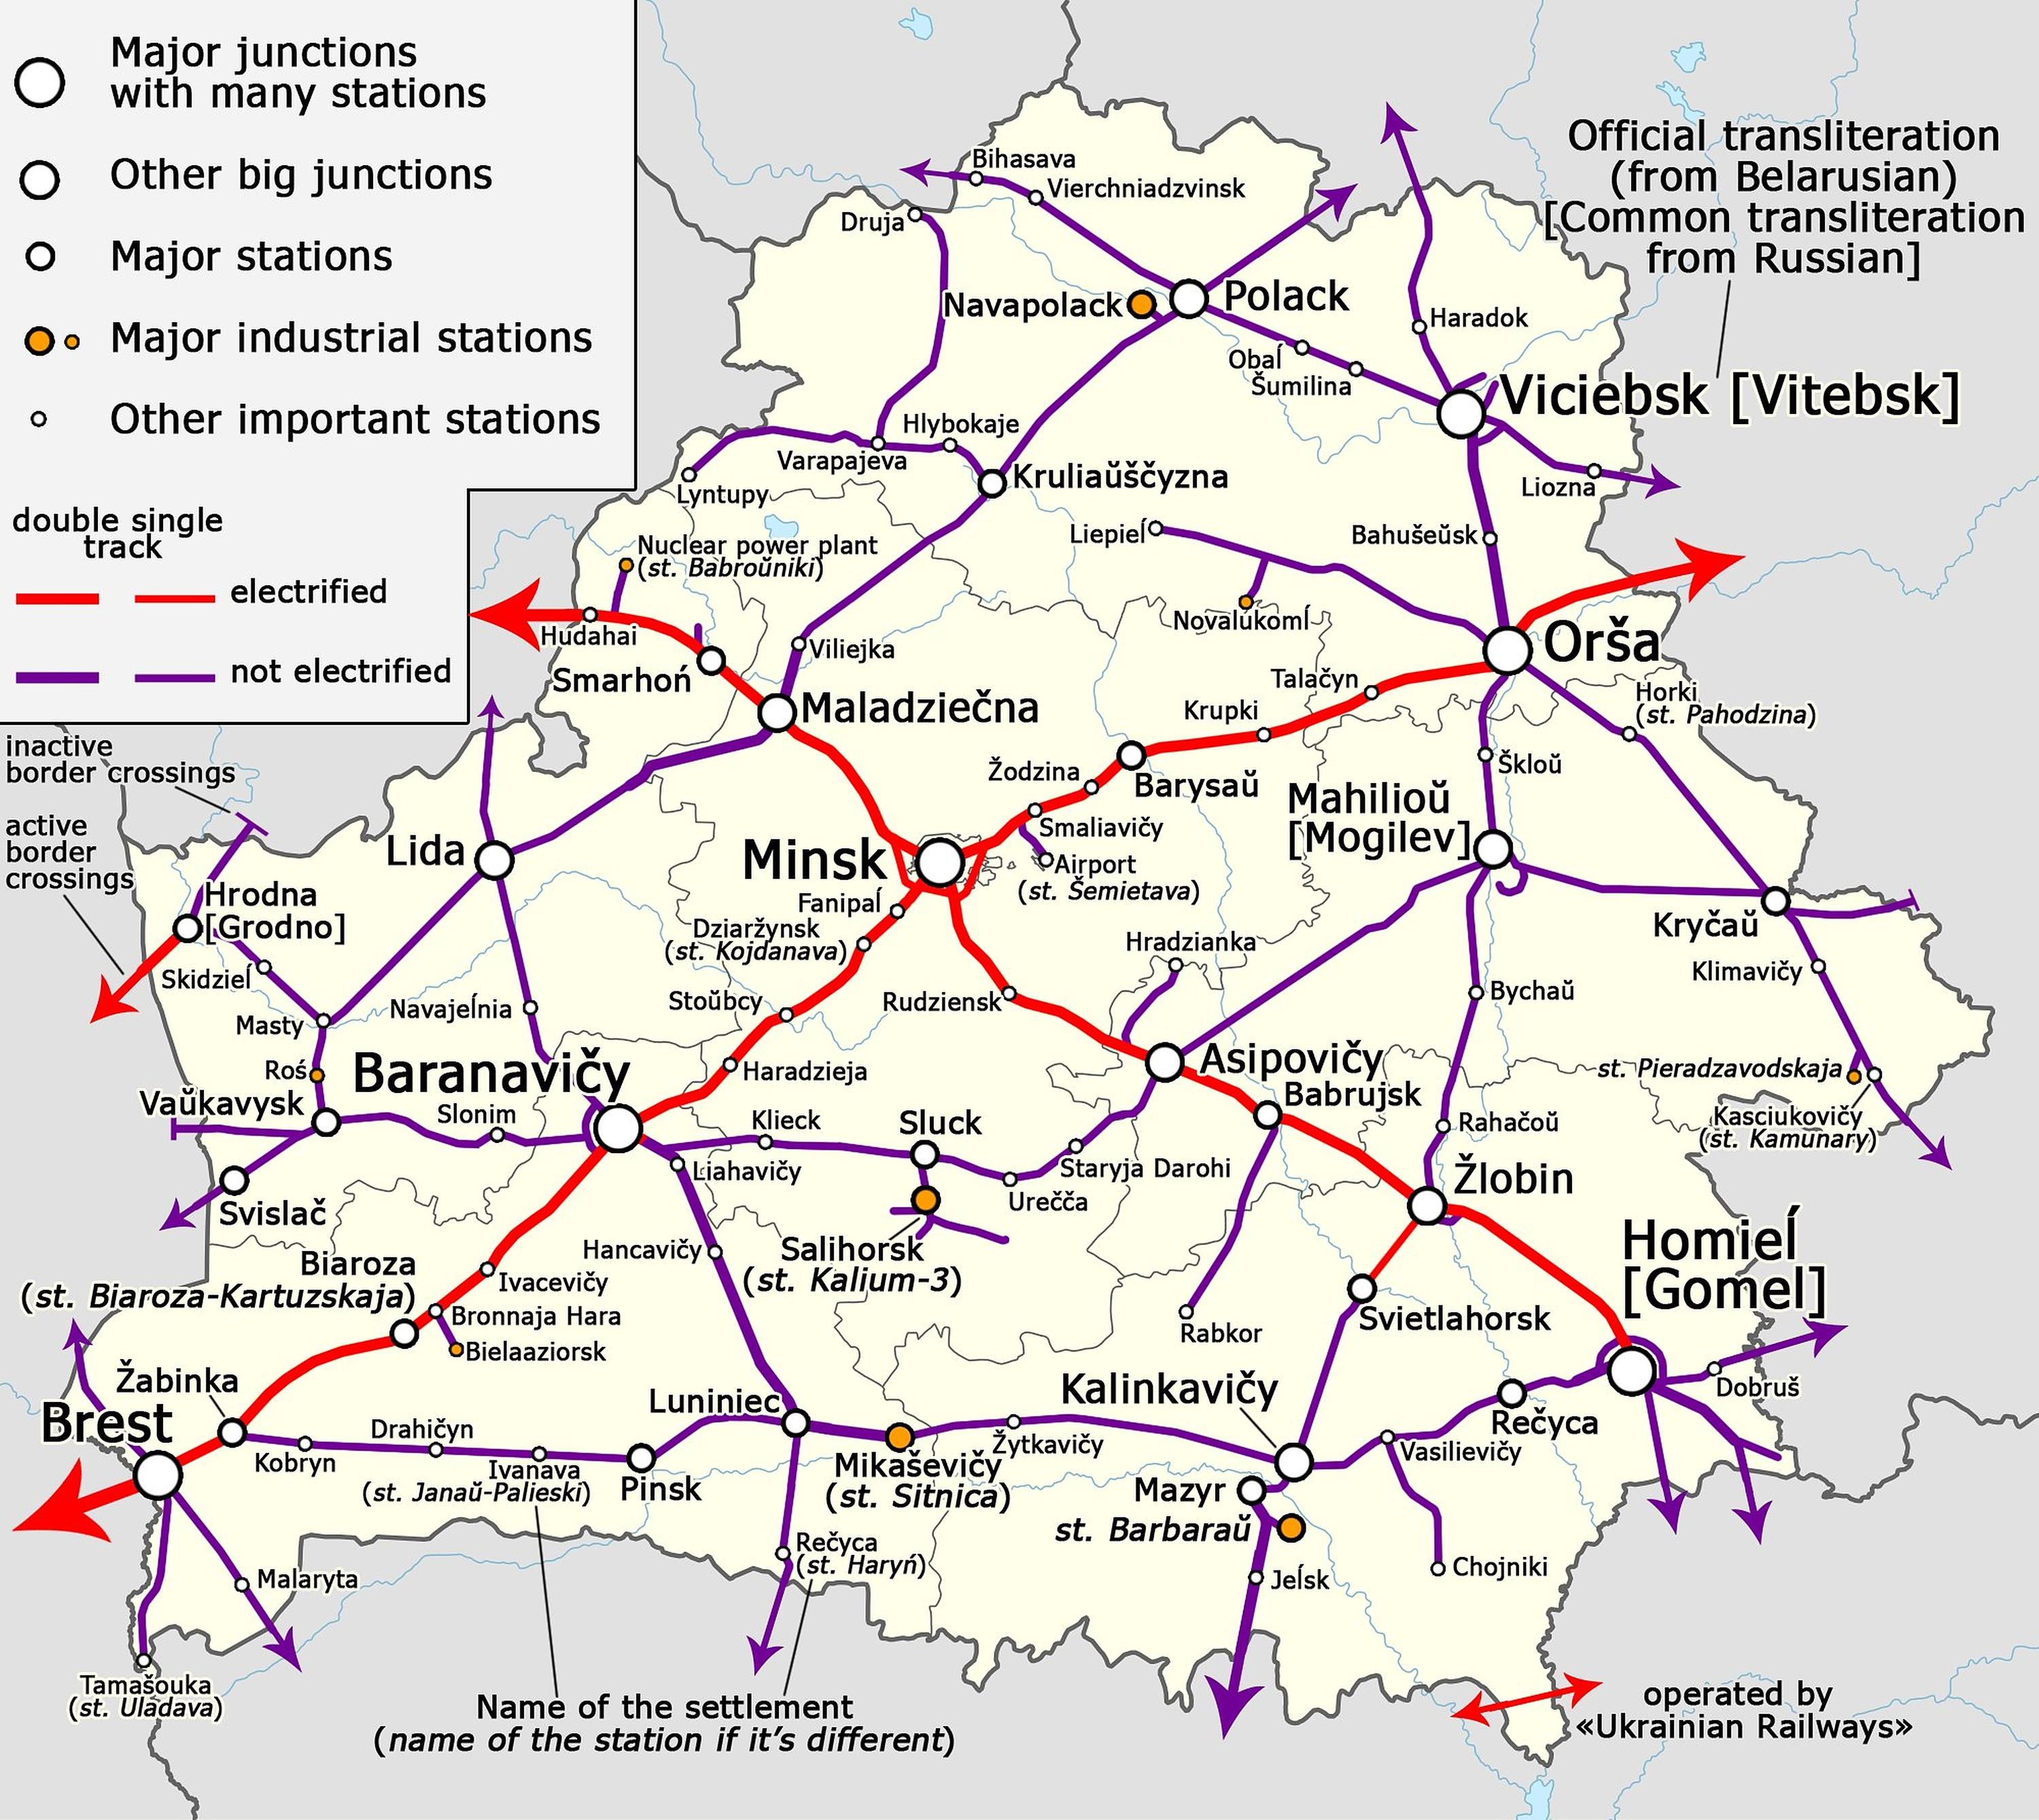 Major junctions
with many stations
Other big junctions
Major stations
Major industrial stations
Other important stations
double single
track
electrified
not electrified
inactive
border crossings
active
border
crossings
Official transliteration
(from Belarusian)
[Common transliteration
from Russian]
Bihasava
Vierchniadzvinsk
Druja
Navapolack
Polack
Haradok
Obaĺ
Šumilina
Viciebsk [Vitebsk]
Hlybokaje
Varapajeva
Lyntupy
Kruliaŭščyzna
Liozna
Liepieĺ
Bahušeŭsk
Nuclear power plant
(st. Babroŭniki)
Novalukomĺ
Hudahai
Smarhoń
Viliejka
Orša
Talačyn
Horki
(st. Pahodzina)
Maladziečna
Krupki
Škloŭ
Žodzina
Barysaŭ
Mahilioŭ
[Mogilev]
Smaliavičy
Lida
Minsk
Airport
(st. Šemietava)
Fanipaĺ
Hrodna
[Grodno]
Dziaržynsk
(st. Kojdanava)
Hradzianka
Kryčaŭ
Skidzieĺ
Klimavičy
Stoŭbcy
Rudziensk
Bychaŭ
Navajeĺnia
Masty
Roś
Baranavičy
Haradzieja
Asipovičy
st. Pieradzavodskaja
Babrujsk
Vaŭkavysk
Slonim
Klieck
Sluck
Rahačoŭ
Kasciukovičy
(st. Kamunary)
Liahavičy
Staryja Darohi
Žlobin
Urečča
Svislač
Hancavičy
Salihorsk
(st. Kalium-3)
Homieĺ
[Gomel]
Biaroza
(st. Biaroza-Kartuzskaja)
Ivacevičy
Bronnaja Hara
Bielaaziorsk
Rabkor
Svietlahorsk
Žabinka
Dobruš
Brest
Luniniec
Kalinkavičy
Rečyca
Drahičyn
Kobryn
Ivanava
(st. Janaŭ-Palieski)
Pinsk
Žytkavičy
Vasilievičy
Mikaševičy
(st. Sitnica)
Mazyr
st. Barbaraŭ
Rečyca
(st. Haryń)
Jeĺsk
Chojniki
Malaryta
Tamašouka
(st. Uladava)
Name of the settlement
(name of the station if it’s different)
operated by
«Ukrainian Railways»